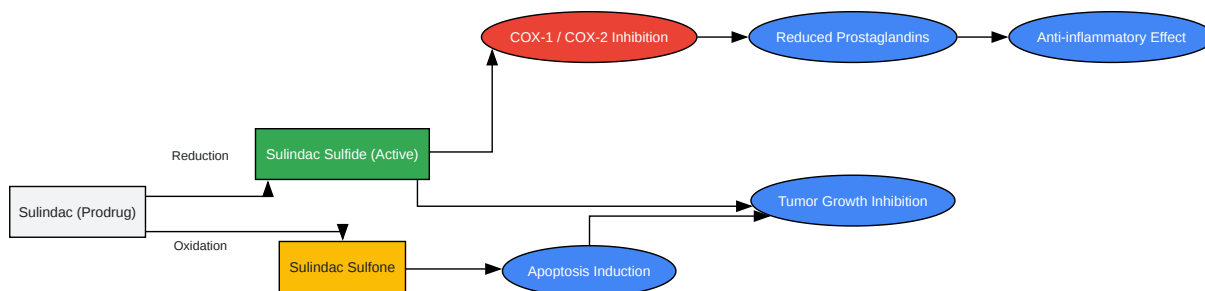 COX-1 / COX-2 Inhibition
Reduced Prostaglandins
Anti-inflammatory Effect
Reduction
Sulindac Sulfide (Active)
Sulindac (Prodrug)
Tumor Growth Inhibition
Oxidation
Sulindac Sulfone
Apoptosis Induction